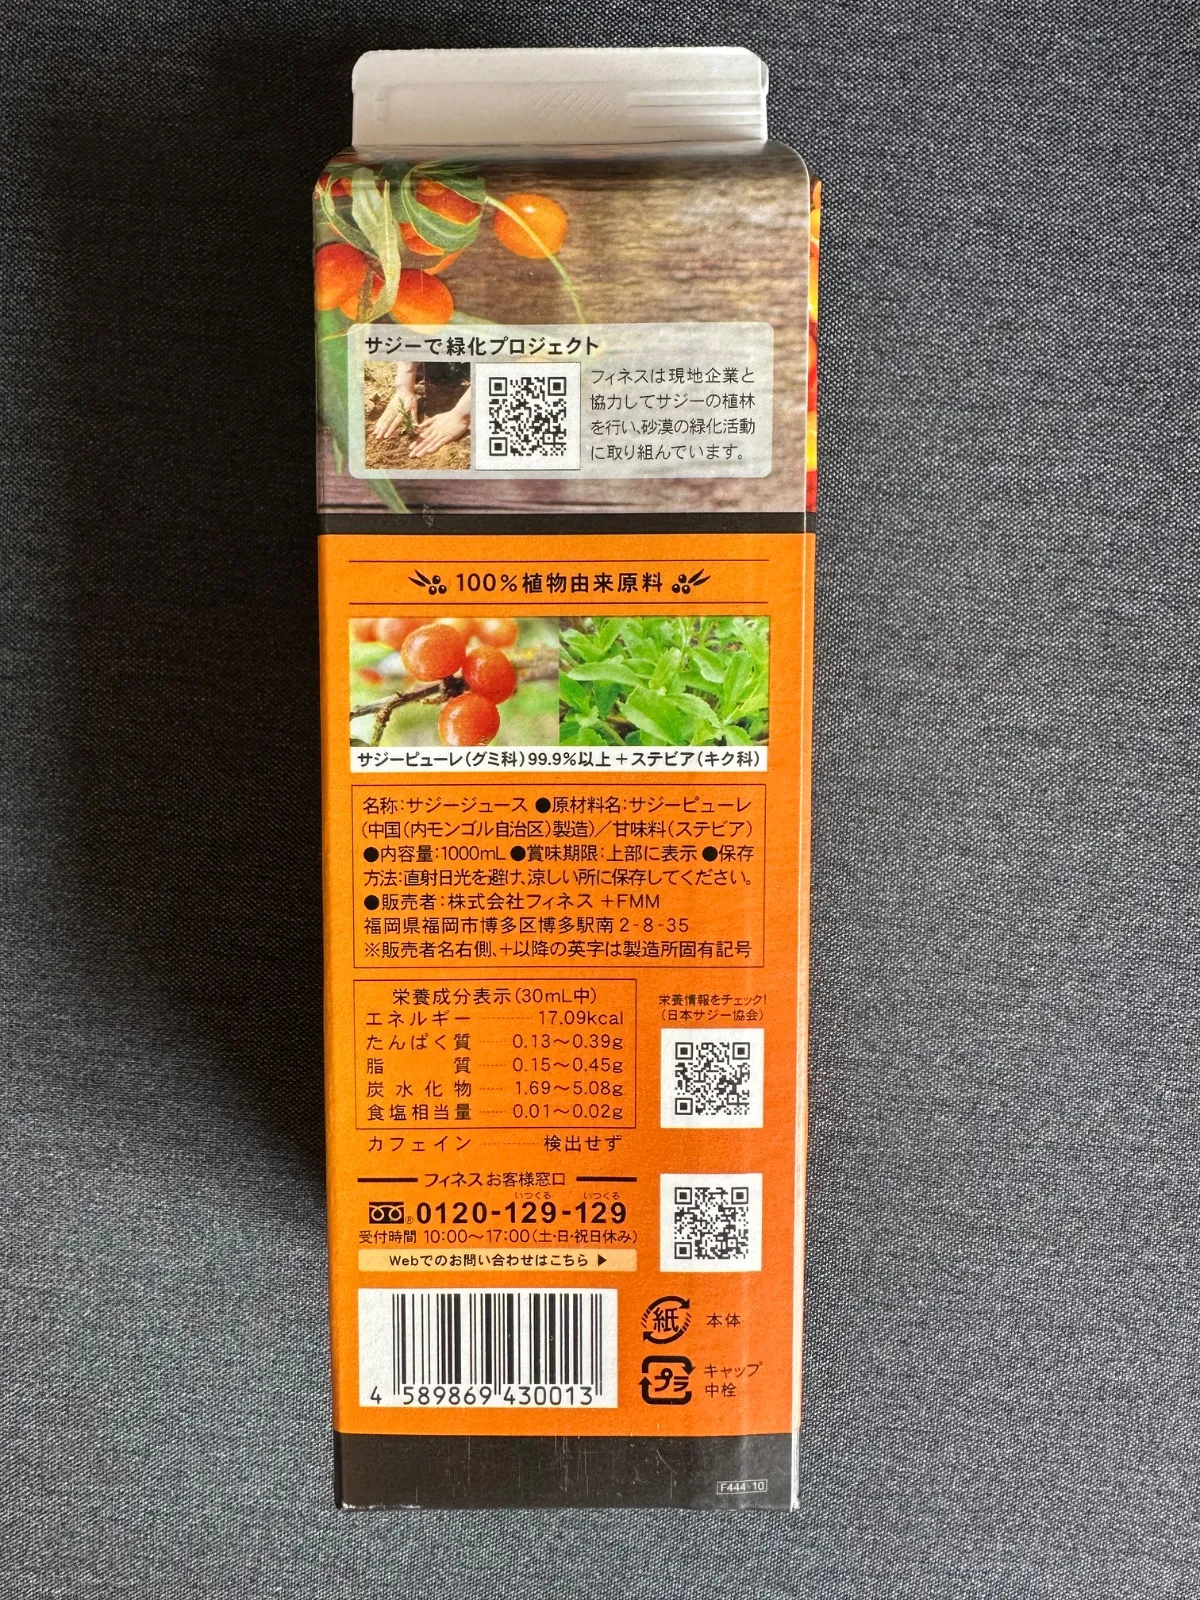 サジーで緑化プロジェクト
フィネスは現地企業と
協力してサジーの植林
を行い、砂漠の緑化活動
に取り組んでいます。
100%植物由来原料
サジーピューレ(グミ科)99.9%以上+ステビア(キク科)
名称:サジージュース ●原材料名:サジーピューレ
(中国(内モンゴル自治区)製造)/甘味料(ステビア)
●内容量:1000mL ●賞味期限:上部に表示 ●保存
方法:直射日光を避け、涼しい所に保存してください。
●販売者:株式会社フィネス +FMM
福岡県福岡市博多区博多駅南2-8-35
※販売者名右側、+以降の英字は製造所固有記号
栄養成分表示(30mL中)
エネルギー 17.09kcal
たんぱく質 0.13〜0.39g
脂質 0.15〜0.45g
炭水化物 1.69〜5.08g
食塩相当量 0.01〜0.02g
カフェイン 検出せず
栄養情報をチェック!
(日本サジー協会)
フィネスお客様窓口
いつくる いつくる
0120-129-129
受付時間 10:00〜17:00(土・日・祝日休み)
Webでのお問い合わせはこちら ▶
4 589869 430013
紙 本体
プラ キャップ
中栓
F444-10